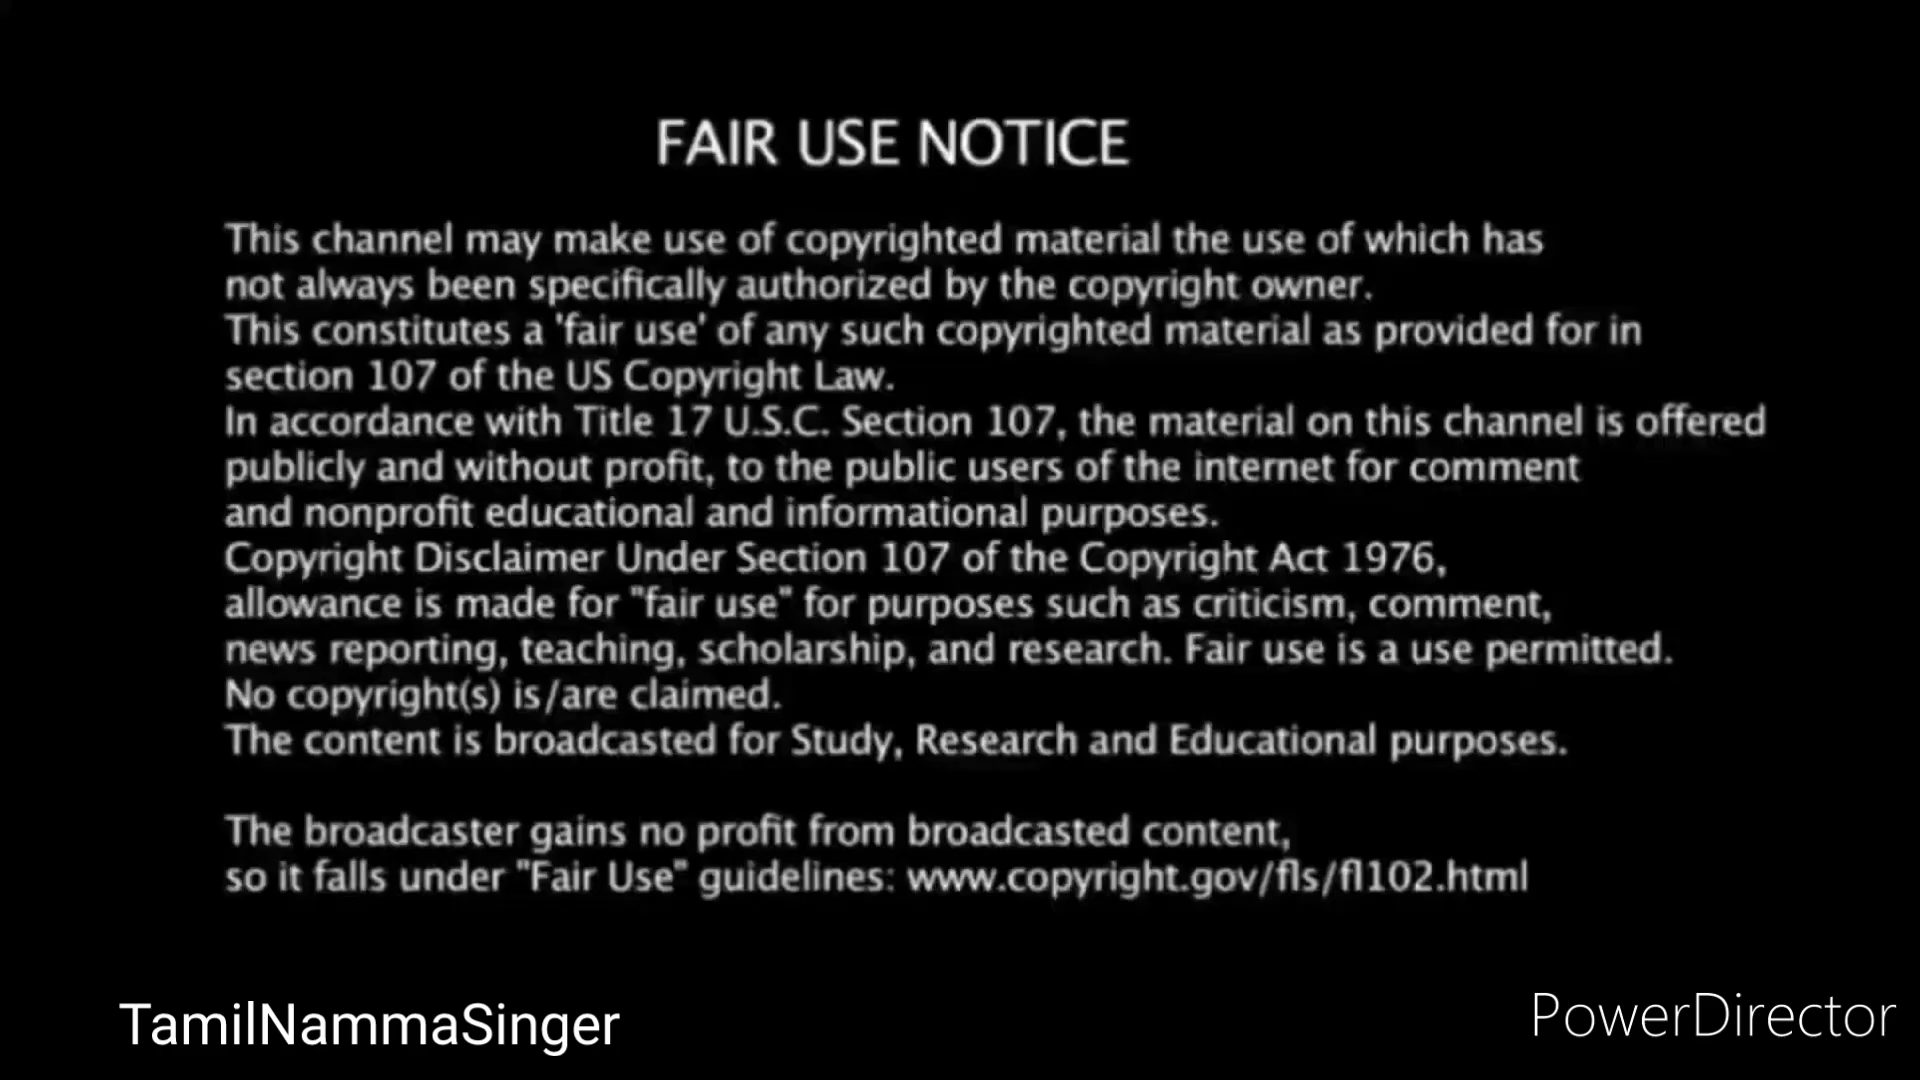 FAIR USE NOTICE
This channel may make use of copyrighted material the use of which has
not always been specifically authorized by the copyright owner.
This constitutes a 'fair use' of any such copyrighted material as provided for in
section 107 of the US Copyright Law.
In accordance with Title 17 U.S.C. Section 107, the material on this channel is offered
publicly and without profit, to the public users of the internet for comment
and nonprofit educational and informational purposes.
Copyright Disclaimer Under Section 107 of the Copyright Act 1976,
allowance is made for "fair use" for purposes such as criticism, comment,
news reporting, teaching, scholarship, and research. Fair use is a use permitted.
No copyright(s) is/are claimed.
The content is broadcasted for Study, Research and Educational purposes.
The broadcaster gains no profit from broadcasted content,
so it falls under "Fair Use" guidelines: www.copyright.gov/fls/fl102.html
TamilNammaSinger
PowerDirector